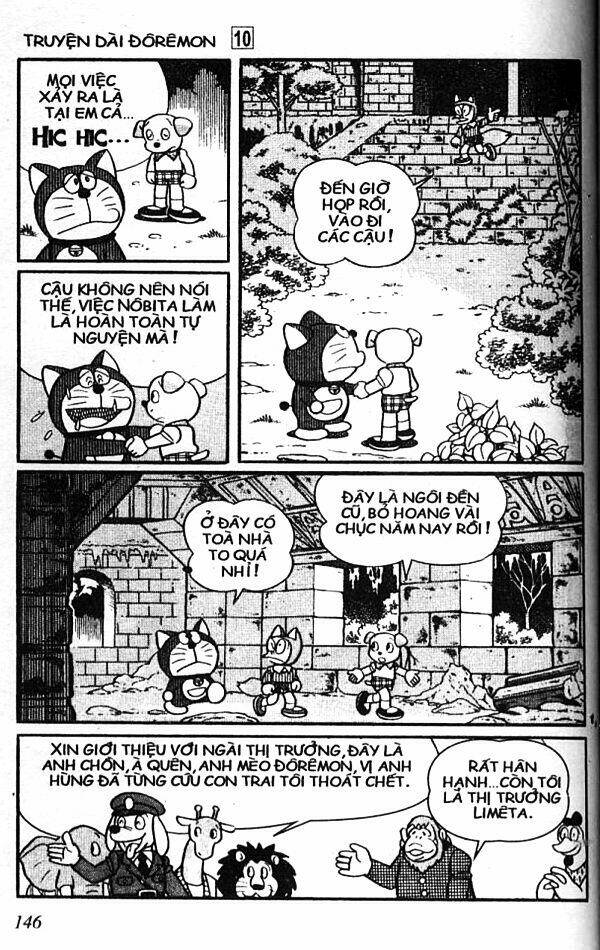 TRUYỆN DÀI ĐÔRÊMON 10
MỌI VIỆC
XẢY RA LÀ
TẠI EM CẢ...
HIC HIC...
ĐẾN GIỜ
HỌP RỒI,
VÀO ĐI
CÁC CẬU!
CẬU KHÔNG NÊN NÓI
THẾ, VIỆC NÔBITA LÀM
LÀ HOÀN TOÀN TỰ
NGUYỆN MÀ!
Ở ĐÂY CÓ
TOÀ NHÀ
TO QUÁ
NHỈ!
ĐÂY LÀ NGÔI ĐỀN
CŨ, BỎ HOANG VÀI
CHỤC NĂM NAY RỒI!
XIN GIỚI THIỆU VỚI NGÀI THỊ TRƯỞNG, ĐÂY LÀ
ANH CHỒN, À QUÊN, ANH MÈO ĐÔRÊMON, VỊ ANH
HÙNG ĐÃ TỪNG CỨU CON TRAI TÔI THOÁT CHẾT.
RẤT HÂN
HẠNH...CÒN TÔI
LÀ THỊ TRƯỞNG
LIMÊTA.
146